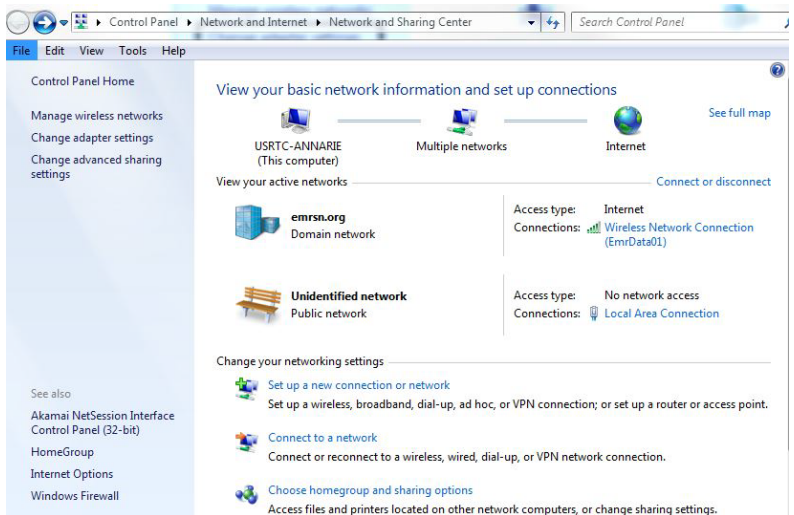 Control Panel ▸ Network and Internet ▸ Network and Sharing Center
Search Control Panel
File Edit View Tools Help
Control Panel Home
Manage wireless networks
Change adapter settings
Change advanced sharing
settings
See also
Akamai NetSession Interface
Control Panel (32-bit)
HomeGroup
Internet Options
Windows Firewall
View your basic network information and set up connections
See full map
USRTC-ANNARIE
(This computer)
Multiple networks
Internet
View your active networks
Connect or disconnect
emrsn.org
Domain network
Access type: Internet
Connections: Wireless Network Connection
(EmrData01)
Unidentified network
Public network
Access type: No network access
Connections: Local Area Connection
Change your networking settings
Set up a new connection or network
Set up a wireless, broadband, dial-up, ad hoc, or VPN connection; or set up a router or access point.
Connect to a network
Connect or reconnect to a wireless, wired, dial-up, or VPN network connection.
Choose homegroup and sharing options
Access files and printers located on other network computers, or change sharing settings.